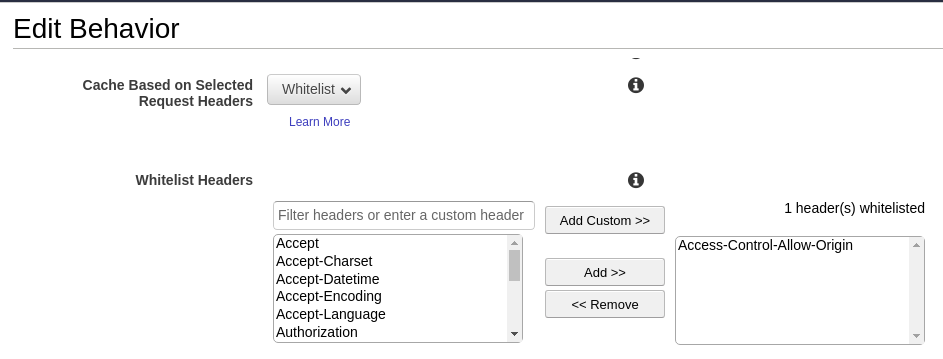 Edit Behavior
Cache Based on Selected
Request Headers
Whitelist
Learn More
Whitelist Headers
1 header(s) whitelisted
Filter headers or enter a custom header
Add Custom >>
Accept
Accept-Charset
Accept-Datetime
Accept-Encoding
Accept-Language
Authorization
Add >>
<< Remove
Access-Control-Allow-Origin